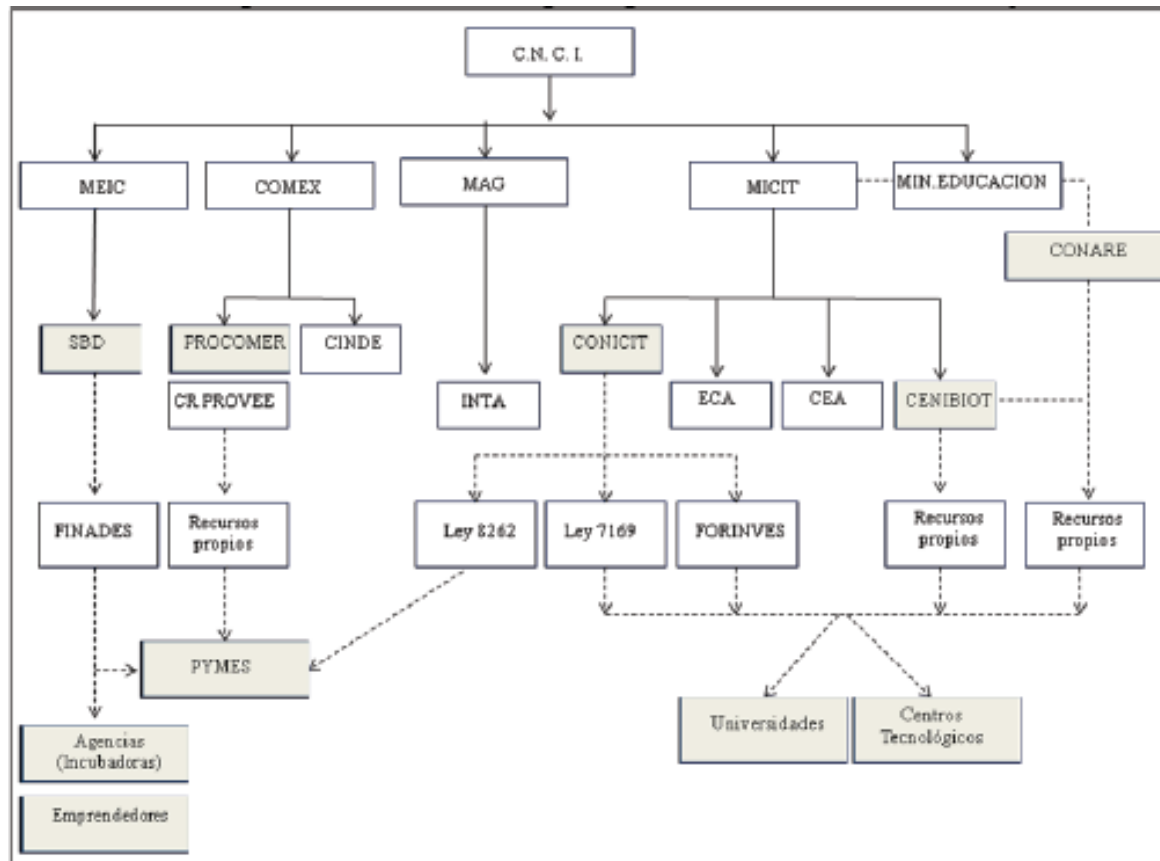 C.N. C. I.
MEIC
COMEX
MAG
MICIT
MIN.EDUCACION
CONARE
SBD
PROCOMER
CINDE
CONICIT
CR PROVEE
INTA
ECA
CEA
CENIBIOT
FINADES
Recursos
propios
Ley 8262
Ley 7169
FORINVES
Recursos
propios
Recursos
propios
PYMES
Universidades
Centros
Tecnológicos
Agencias
(Incubadoras)
Emprendedores